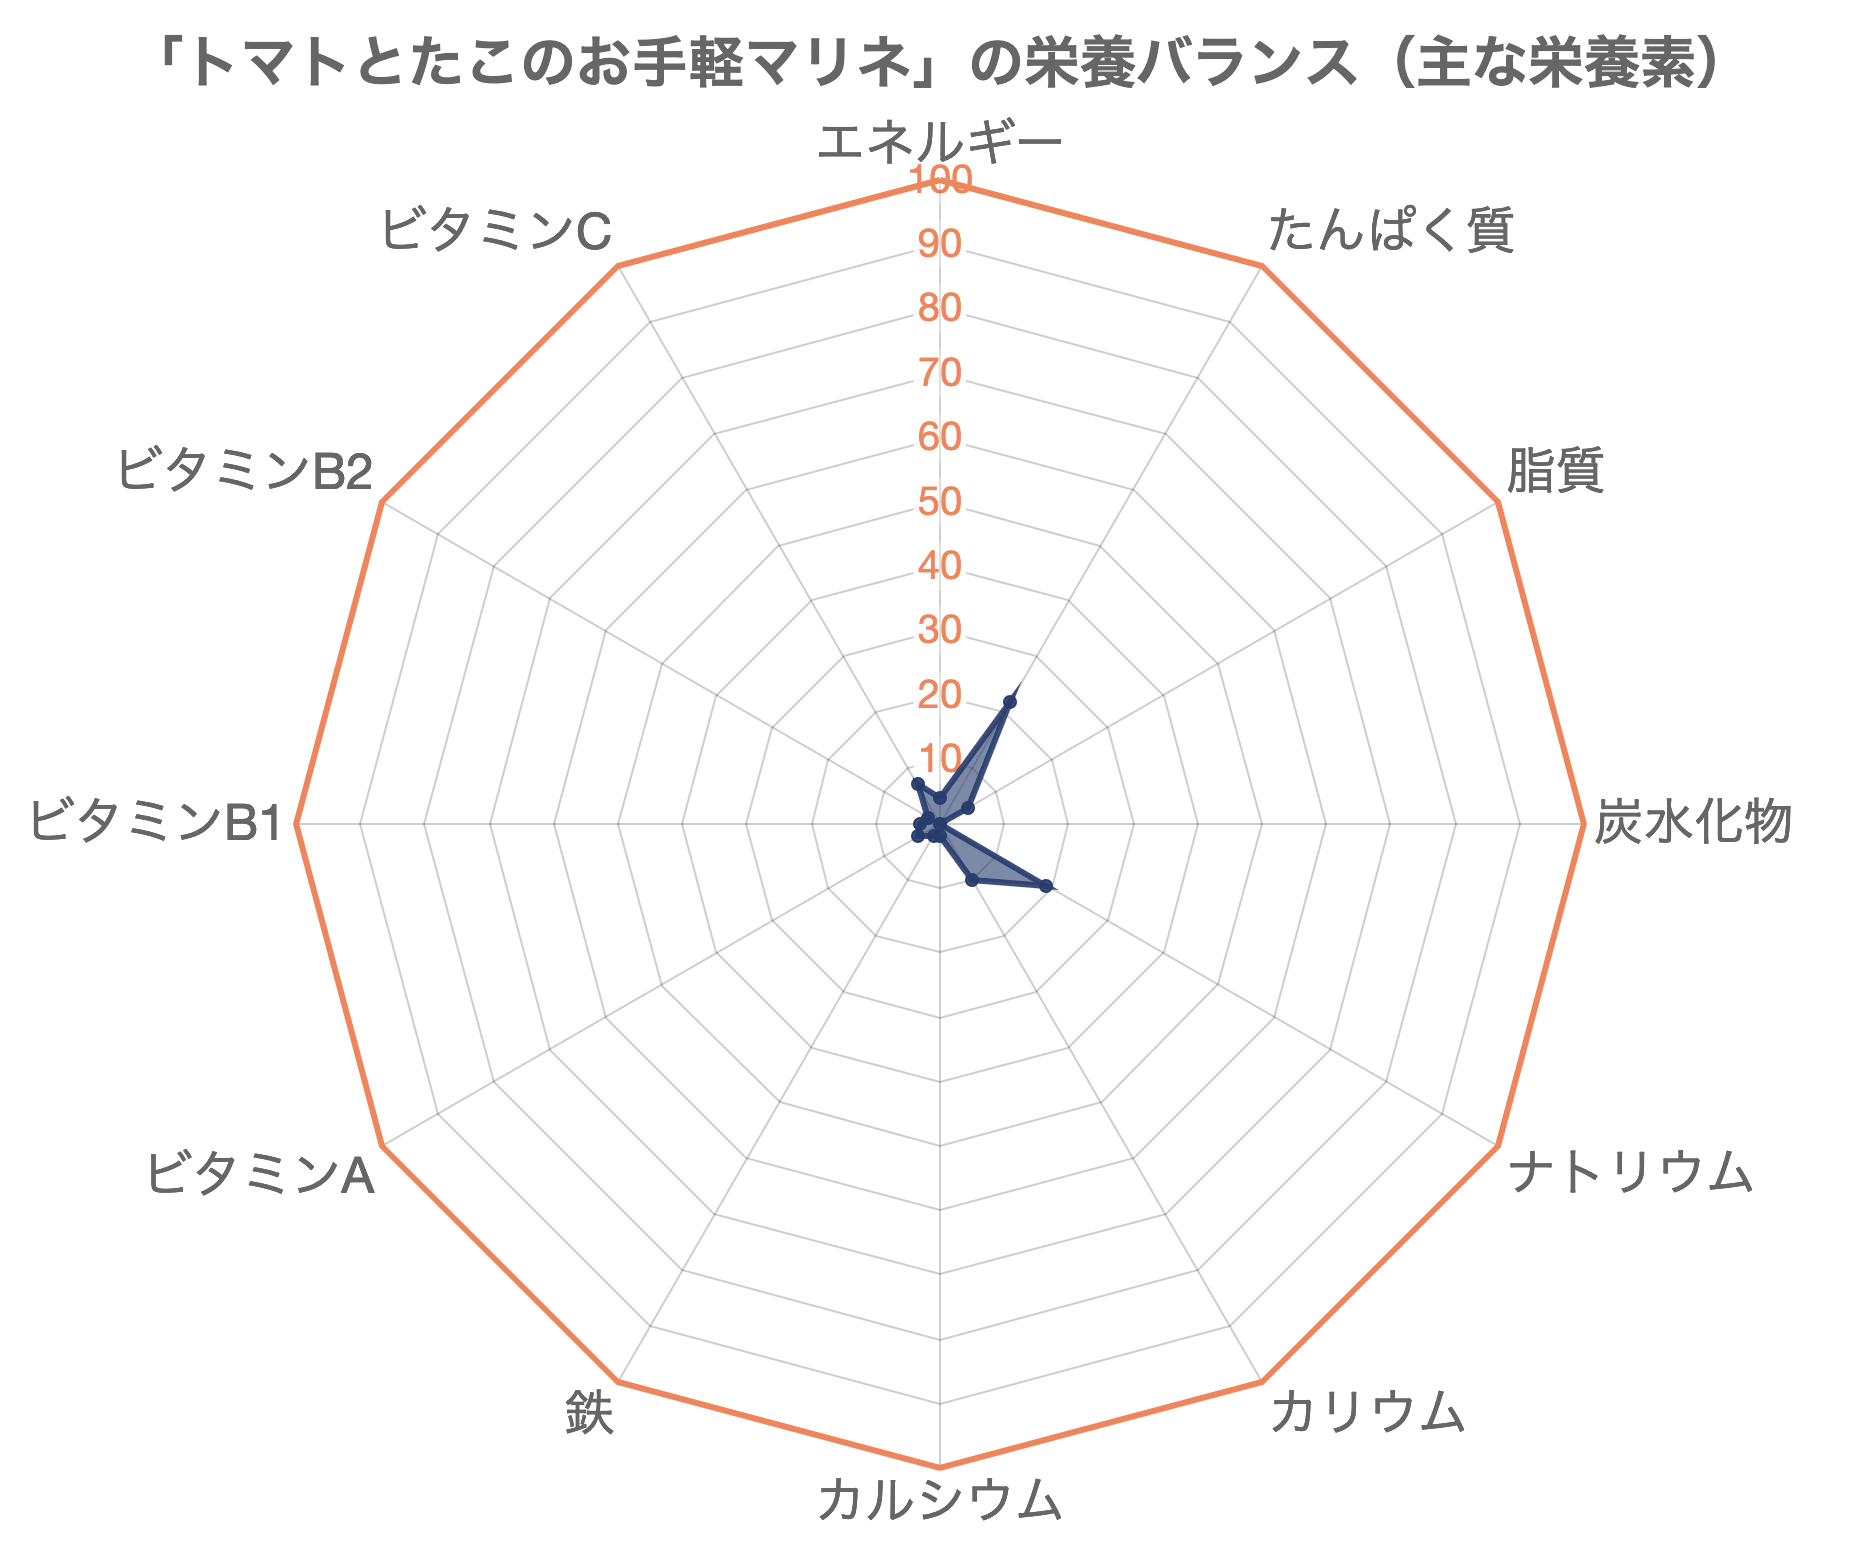 「トマトとたこのお手軽マリネ」の栄養バランス（主な栄養素）
エネルギー
100
ビタミンC
たんぱく質
90
80
70
60
ビタミンB2
脂質
50
40
30
20
10
ビタミンB1
炭水化物
ビタミンA
ナトリウム
鉄
カリウム
カルシウム